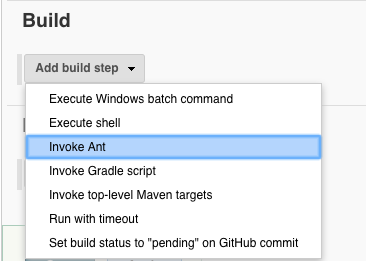 Build
Add build step
Execute Windows batch command
Execute shell
Invoke Ant
Invoke Gradle script
Invoke top-level Maven targets
Run with timeout
Set build status to "pending" on GitHub commit